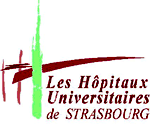 Les Hôpitaux
Universitaires
de STRASBOURG